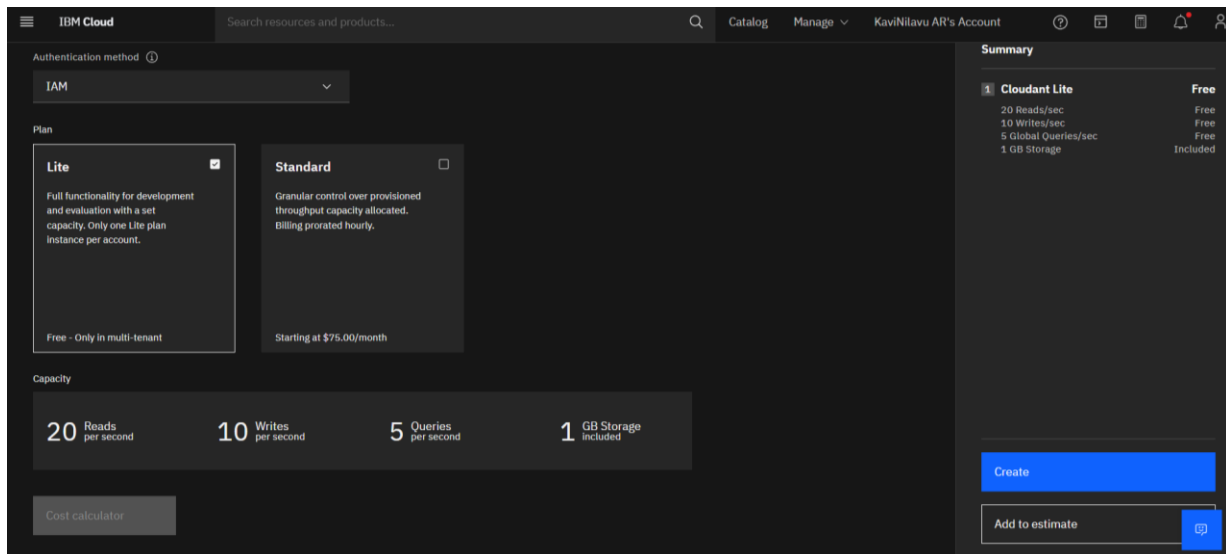 IBM Cloud
Search resources and products...
Catalog
Manage
KaviNilavu AR's Account
Authentication method
IAM
Plan
Lite
Full functionality for development
and evaluation with a set
capacity. Only one Lite plan
instance per account.
Free - Only in multi-tenant
Standard
Granular control over provisioned
throughput capacity allocated.
Billing prorated hourly.
Starting at $75.00/month
Capacity
20 Reads
per second
10 Writes
per second
5 Queries
per second
1 GB Storage
included
Cost calculator
Summary
1 Cloudant Lite Free
20 Reads/sec Free
10 Writes/sec Free
5 Global Queries/sec Free
1 GB Storage Included
Create
Add to estimate